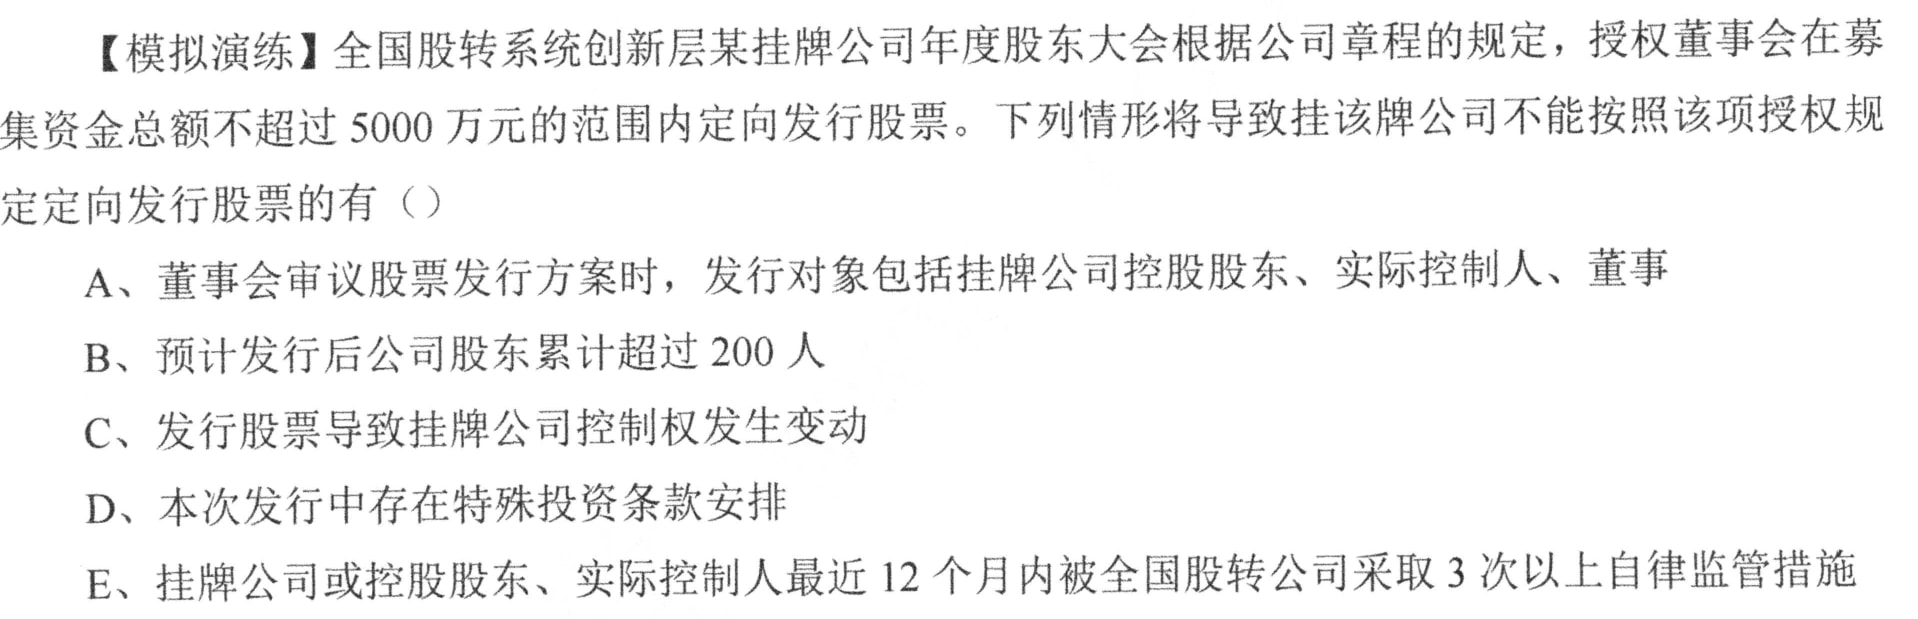 【模拟演练】全国股转系统创新层某挂牌公司年度股东大会根据公司章程的规定，授权董事会在募
集资金总额不超过 5000 万元的范围内定向发行股票。下列情形将导致挂该牌公司不能按照该项授权规
定定向发行股票的有（）
A、董事会审议股票发行方案时，发行对象包括挂牌公司控股股东、实际控制人、董事
B、预计发行后公司股东累计超过 200 人
C、发行股票导致挂牌公司控制权发生变动
D、本次发行中存在特殊投资条款安排
E、挂牌公司或控股股东、实际控制人最近 12 个月内被全国股转公司采取 3 次以上自律监管措施